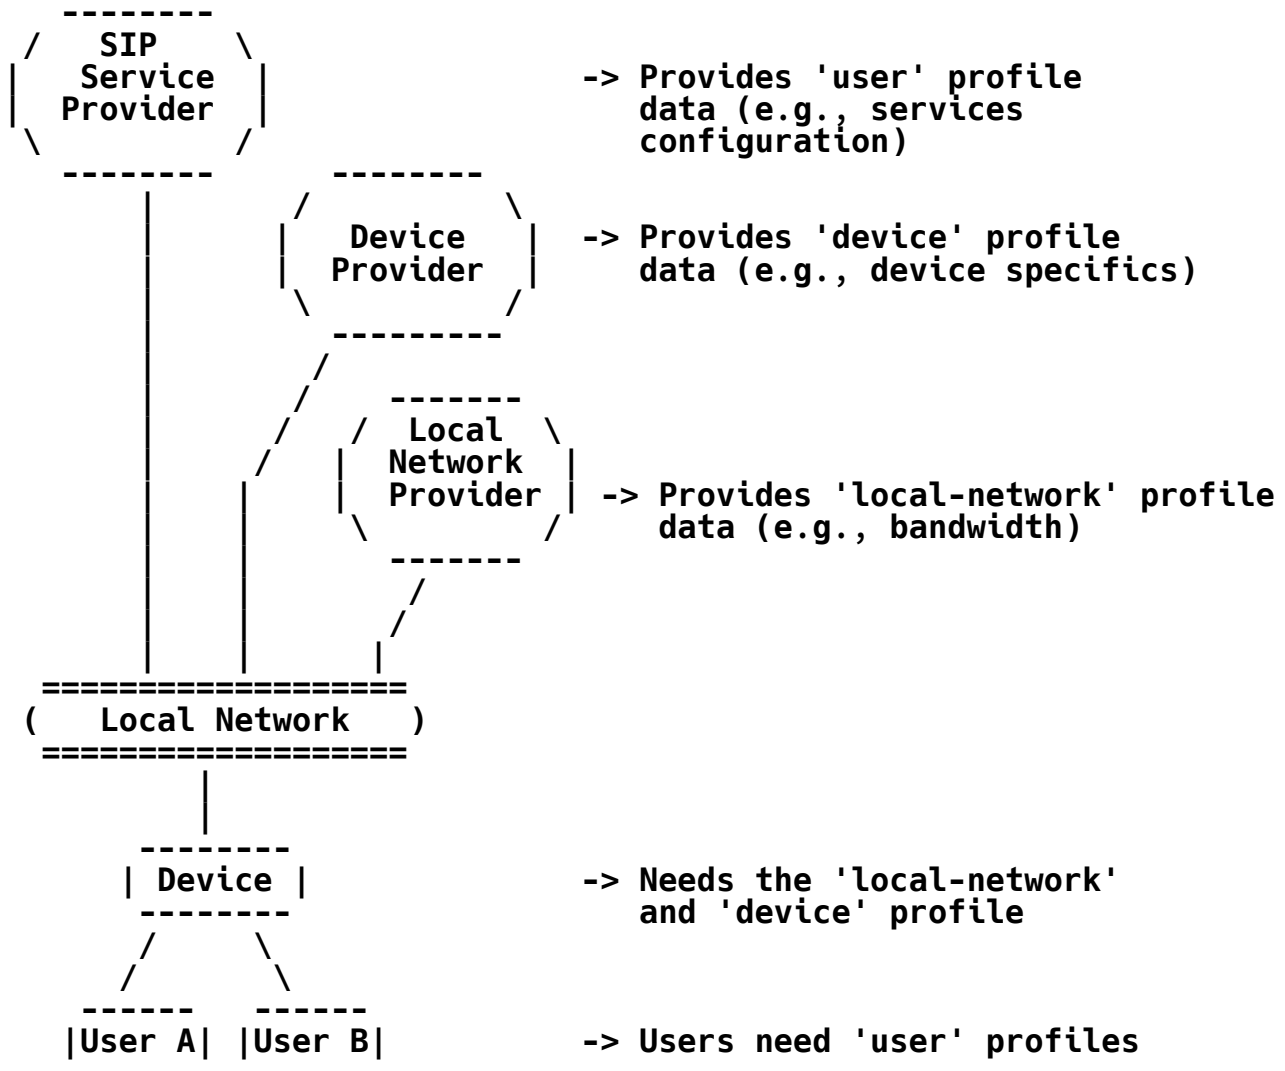 SIP
Service -> Provides 'user' profile
Provider data (e.g., services
configuration)
Device -> Provides 'device' profile
Provider data (e.g., device specifics)
Local
Network
Provider -> Provides 'local-network' profile
data (e.g., bandwidth)
Local Network
Device -> Needs the 'local-network'
and 'device' profile
User A User B -> Users need 'user' profiles